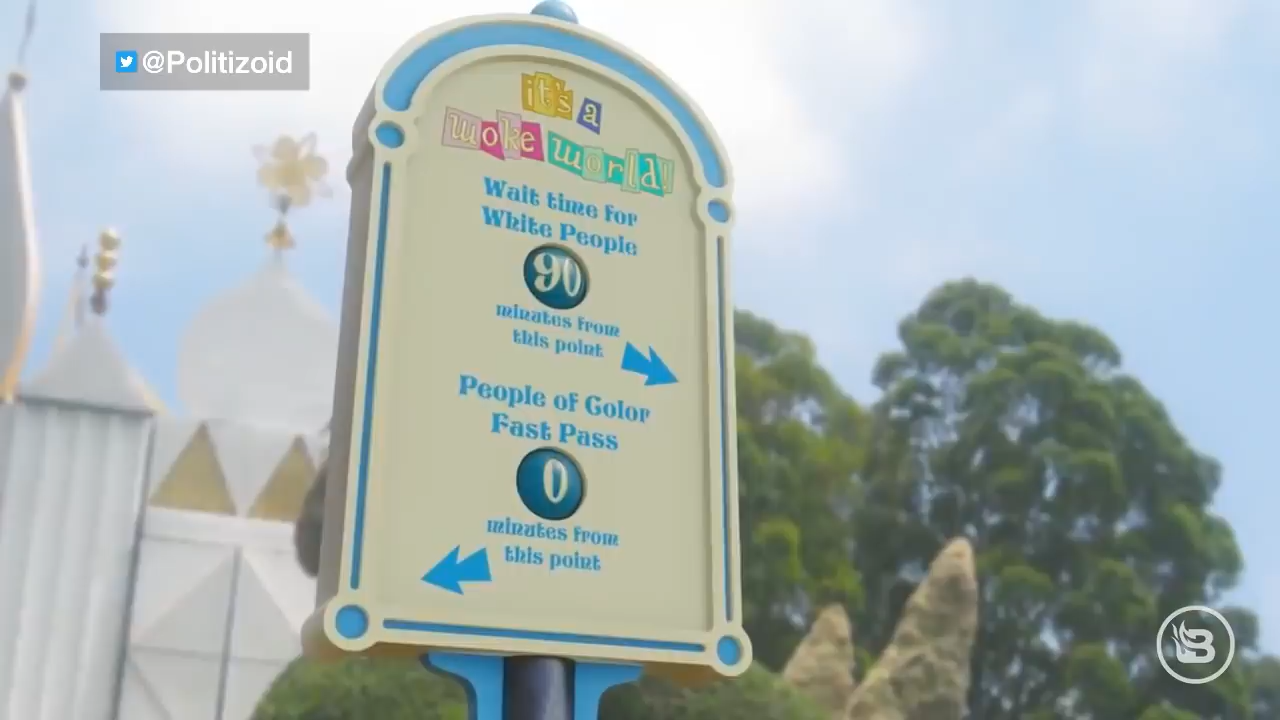 @Politizoid
it's a
woke world!
Wait time for
White People
90
minutes from
this point
People of Color
Fast Pass
0
minutes from
this point
B